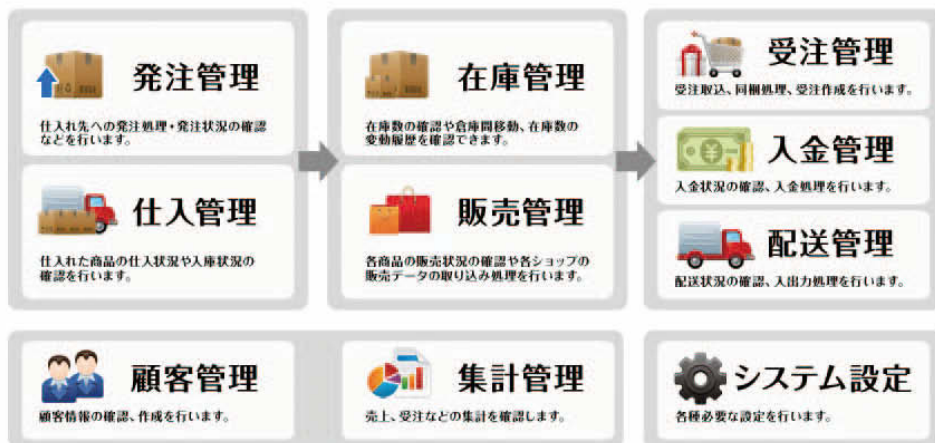 発注管理
仕入れ先への発注処理・発注状況の確認
などを行います。
仕入管理
仕入れた商品の仕入状況や入庫状況の
確認を行います。
在庫管理
在庫数の確認や倉庫間移動、在庫数の
変動履歴を確認できます。
販売管理
各商品の販売状況の確認や各ショップの
販売データの取り込み処理を行います。
受注管理
受注取込、同梱処理、受注作成を行います。
入金管理
入金状況の確認、入金処理を行います。
配送管理
配送状況の確認、入出力処理を行います。
顧客管理
顧客情報の確認、作成を行います。
集計管理
売上、受注などの集計を確認します。
システム設定
各種必要な設定を行います。